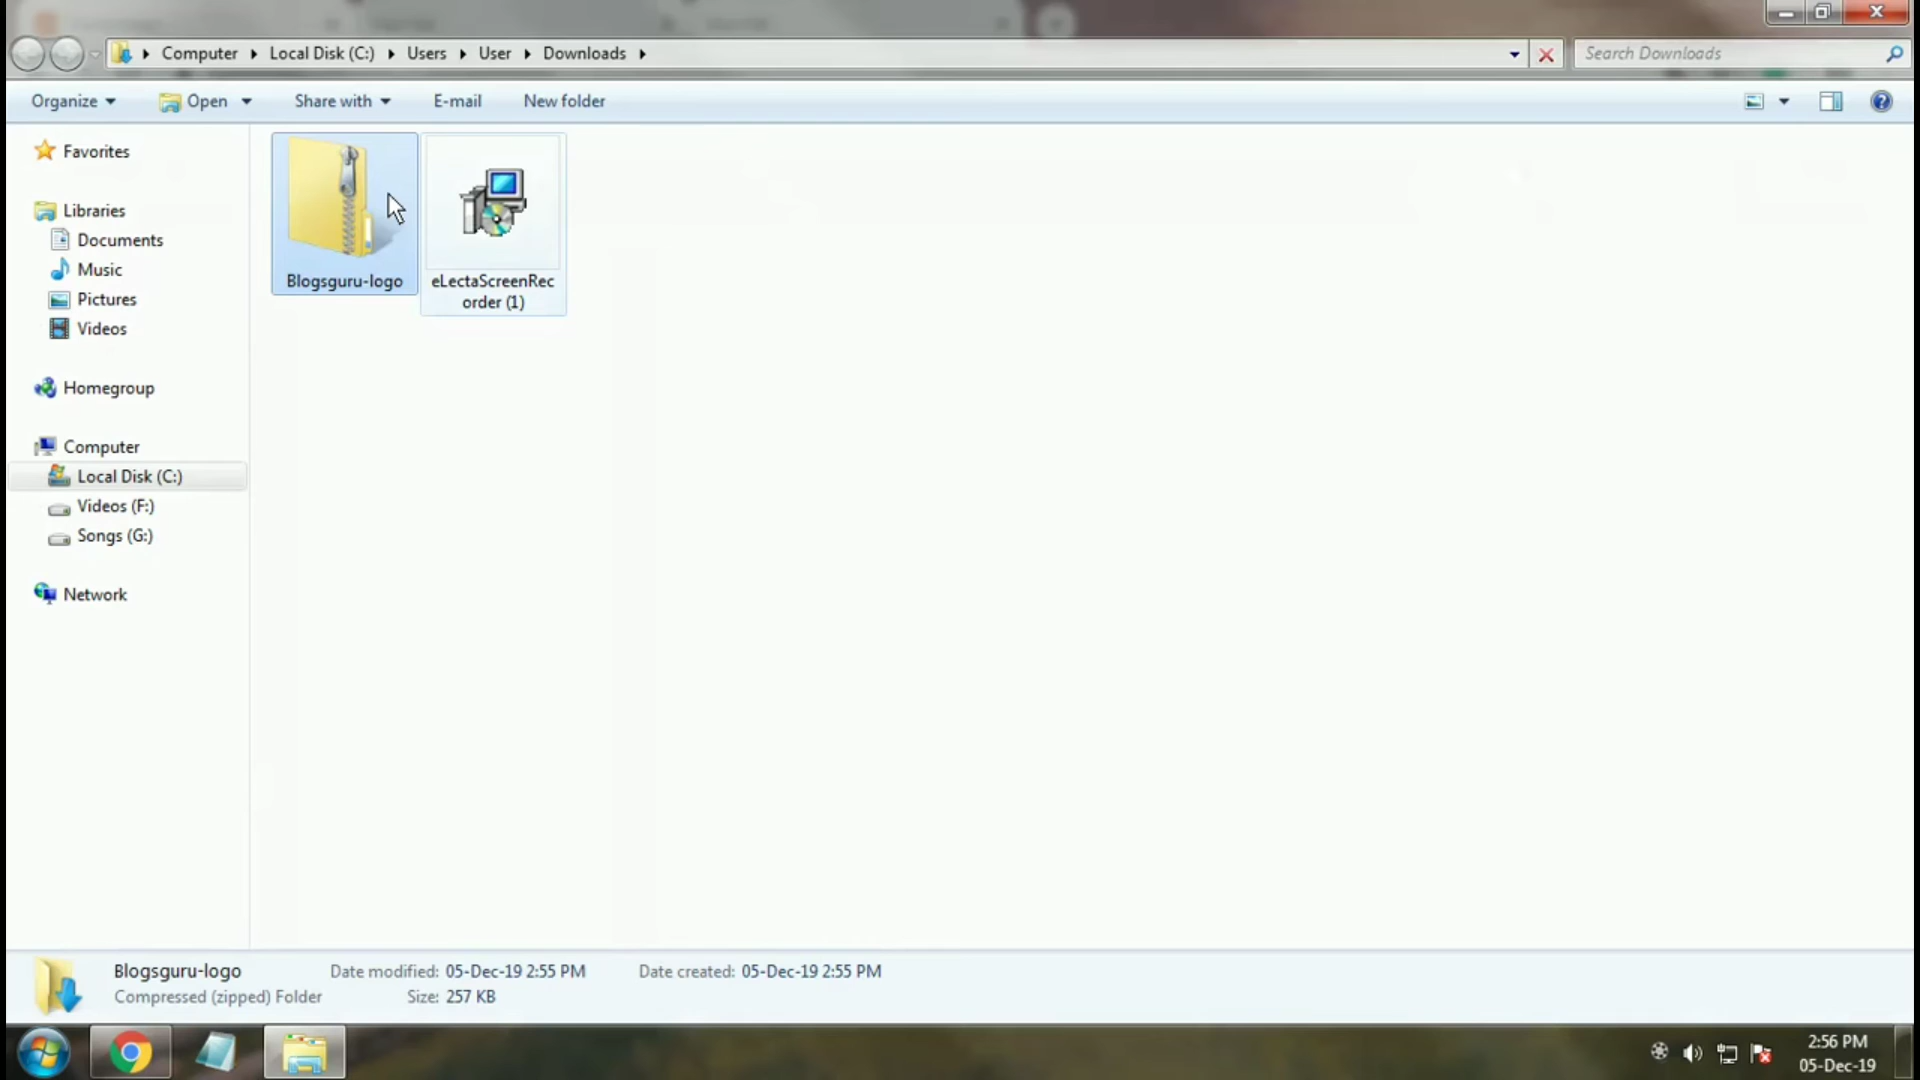 Computer Local Disk (C:) Users User Downloads
Search Downloads
Organize Open Share with E-mail New folder
Favorites
Libraries
Documents
Music
Pictures
Videos
Homegroup
Computer
Local Disk (C:)
Videos (F:)
Songs (G:)
Network
Blogsguru-logo
eLectaScreenRec
order (1)
Blogsguru-logo Date modified: 05-Dec-19 2:55 PM Date created: 05-Dec-19 2:55 PM
Compressed (zipped) Folder Size: 257 KB
2:56 PM
05-Dec-19